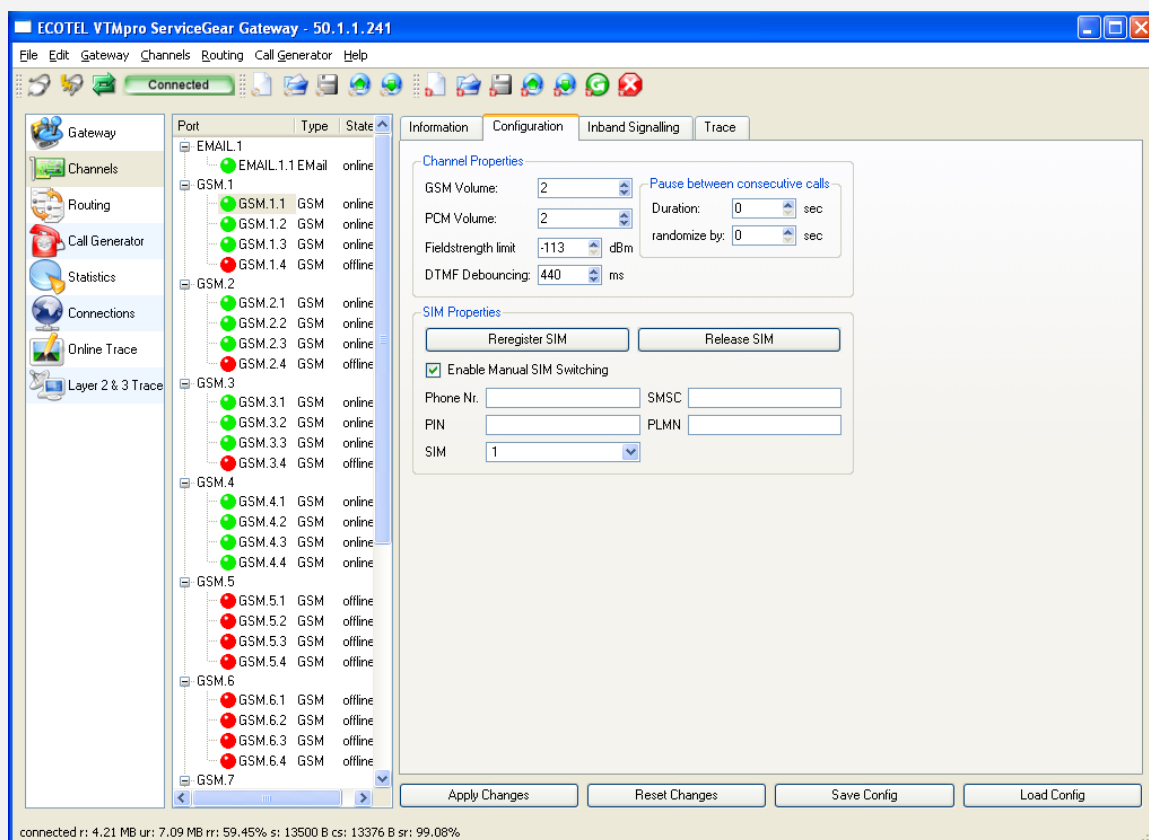 ECOTEL VTMpro ServiceGear Gateway - 50.1.1.241
File Edit Gateway Channels Routing Call Generator Help
Connected
Gateway
Channels
Routing
Call Generator
Statistics
Connections
Online Trace
Layer 2 & 3 Trace
Port Type State
EMAIL.1
EMAIL.1.1 EMail online
GSM.1
GSM.1.1 GSM online
GSM.1.2 GSM online
GSM.1.3 GSM online
GSM.1.4 GSM offline
GSM.2
GSM.2.1 GSM online
GSM.2.2 GSM online
GSM.2.3 GSM online
GSM.2.4 GSM offline
GSM.3
GSM.3.1 GSM online
GSM.3.2 GSM online
GSM.3.3 GSM online
GSM.3.4 GSM offline
GSM.4
GSM.4.1 GSM online
GSM.4.2 GSM online
GSM.4.3 GSM online
GSM.4.4 GSM online
GSM.5
GSM.5.1 GSM offline
GSM.5.2 GSM offline
GSM.5.3 GSM offline
GSM.5.4 GSM offline
GSM.6
GSM.6.1 GSM offline
GSM.6.2 GSM offline
GSM.6.3 GSM offline
GSM.6.4 GSM offline
GSM.7
Information Configuration Inband Signalling Trace
Channel Properties
GSM Volume: 2
PCM Volume: 2
Fieldstrength limit -113 dBm
DTMF Debouncing: 440 ms
Pause between consecutive calls
Duration: 0 sec
randomize by: 0 sec
SIM Properties
Reregister SIM Release SIM
Enable Manual SIM Switching
Phone Nr. SMSC
PIN PLMN
SIM 1
Apply Changes Reset Changes Save Config Load Config
connected r: 4.21 MB ur: 7.09 MB rr: 59.45% s: 13500 B cs: 13376 B sr: 99.08%